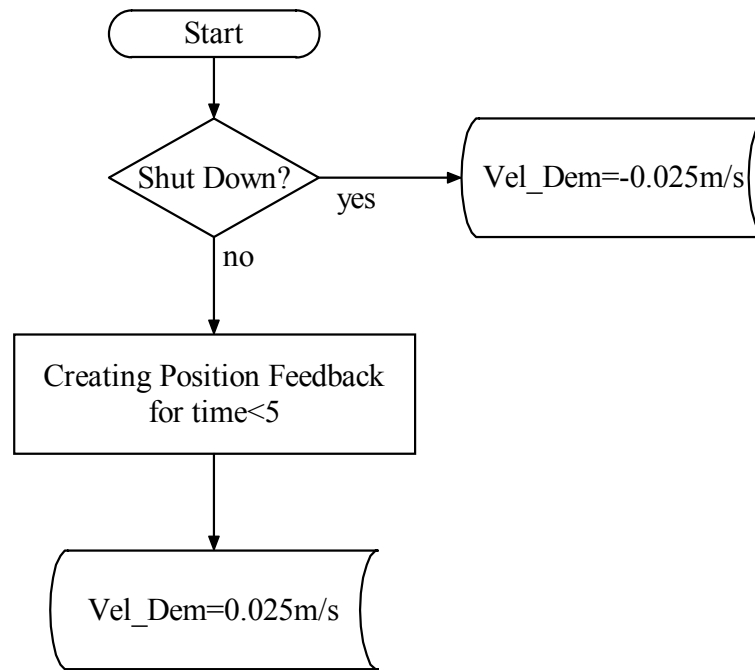 Start
Shut Down?
yes
Vel_Dem=-0.025m/s
no
Creating Position Feedback
for time<5
Vel_Dem=0.025m/s